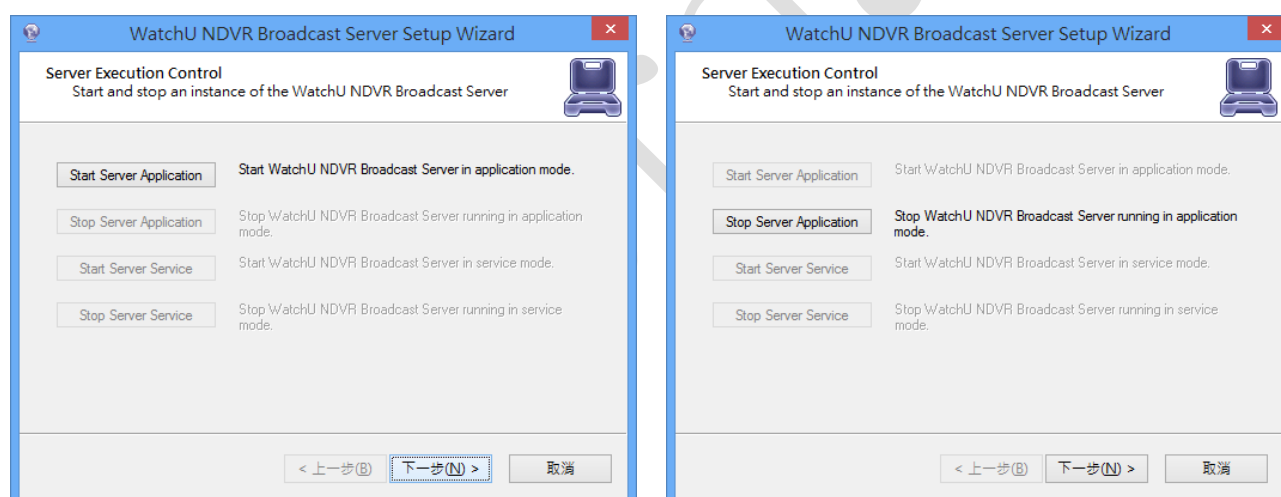 WatchU NDVR Broadcast Server Setup Wizard
Server Execution Control
Start and stop an instance of the WatchU NDVR Broadcast Server
Start Server Application
Start WatchU NDVR Broadcast Server in application mode.
Stop Server Application
Stop WatchU NDVR Broadcast Server running in application
mode.
Start Server Service
Start WatchU NDVR Broadcast Server in service mode.
Stop Server Service
Stop WatchU NDVR Broadcast Server running in service
mode.
< 上一步(B)
下一步(N) >
取消
WatchU NDVR Broadcast Server Setup Wizard
Server Execution Control
Start and stop an instance of the WatchU NDVR Broadcast Server
Start Server Application
Start WatchU NDVR Broadcast Server in application mode.
Stop Server Application
Stop WatchU NDVR Broadcast Server running in application
mode.
Start Server Service
Start WatchU NDVR Broadcast Server in service mode.
Stop Server Service
Stop WatchU NDVR Broadcast Server running in service
mode.
< 上一步(B)
下一步(N) >
取消